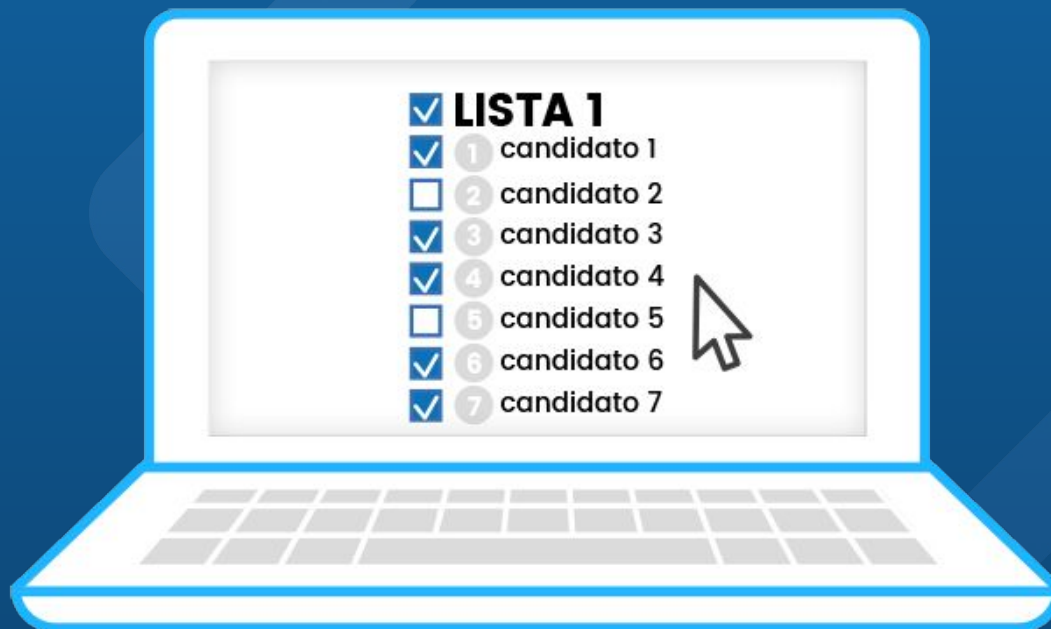 LISTA 1
1 candidato 1
2 candidato 2
3 candidato 3
4 candidato 4
5 candidato 5
6 candidato 6
7 candidato 7